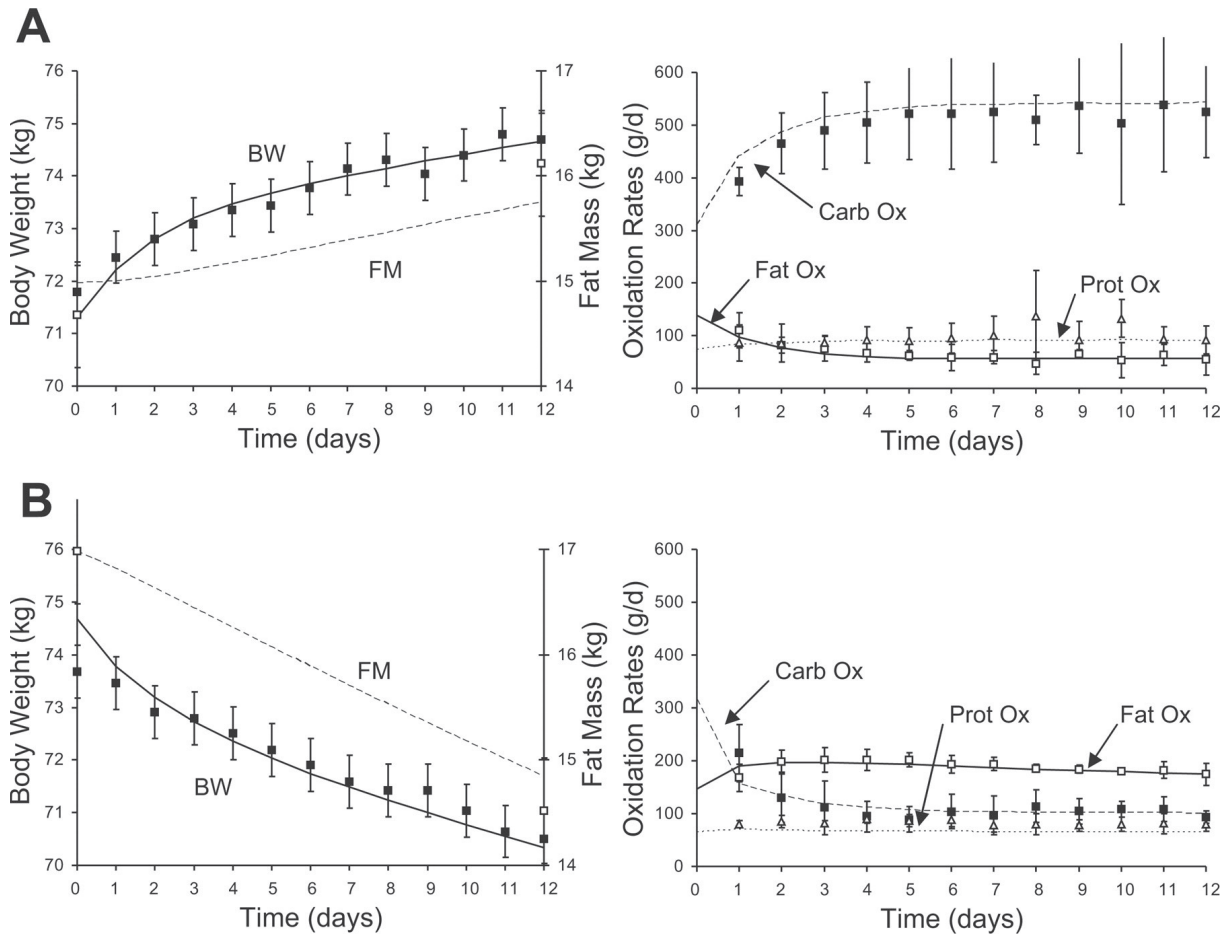 A
76
75
74
73
72
71
70
Body Weight (kg)
BW
FM
17
16
15
14
Fat Mass (kg)
0 1 2 3 4 5 6 7 8 9 10 11 12
Time (days)
600
500
400
300
200
100
0
Oxidation Rates (g/d)
Carb Ox
Fat Ox
Prot Ox
0 1 2 3 4 5 6 7 8 9 10 11 12
Time (days)
B
76
75
74
73
72
71
70
Body Weight (kg)
FM
BW
17
16
15
14
Fat Mass (kg)
0 1 2 3 4 5 6 7 8 9 10 11 12
Time (days)
600
500
400
300
200
100
0
Oxidation Rates (g/d)
Carb Ox
Prot Ox
Fat Ox
0 1 2 3 4 5 6 7 8 9 10 11 12
Time (days)